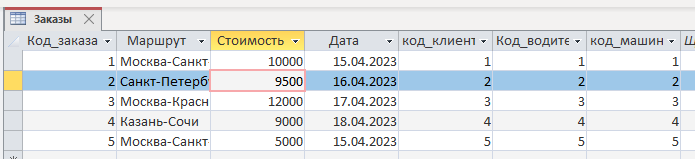 Заказы
Код_заказа Маршрут Стоимость Дата код_клиент Код_водите код_машин
1 Москва-Санкт- 10000 15.04.2023 1 1 1
2 Санкт-Петерб 9500 16.04.2023 2 2 2
3 Москва-Красн 12000 17.04.2023 3 3 3
4 Казань-Сочи 9000 18.04.2023 4 4 4
5 Москва-Санкт- 5000 15.04.2023 5 5 5